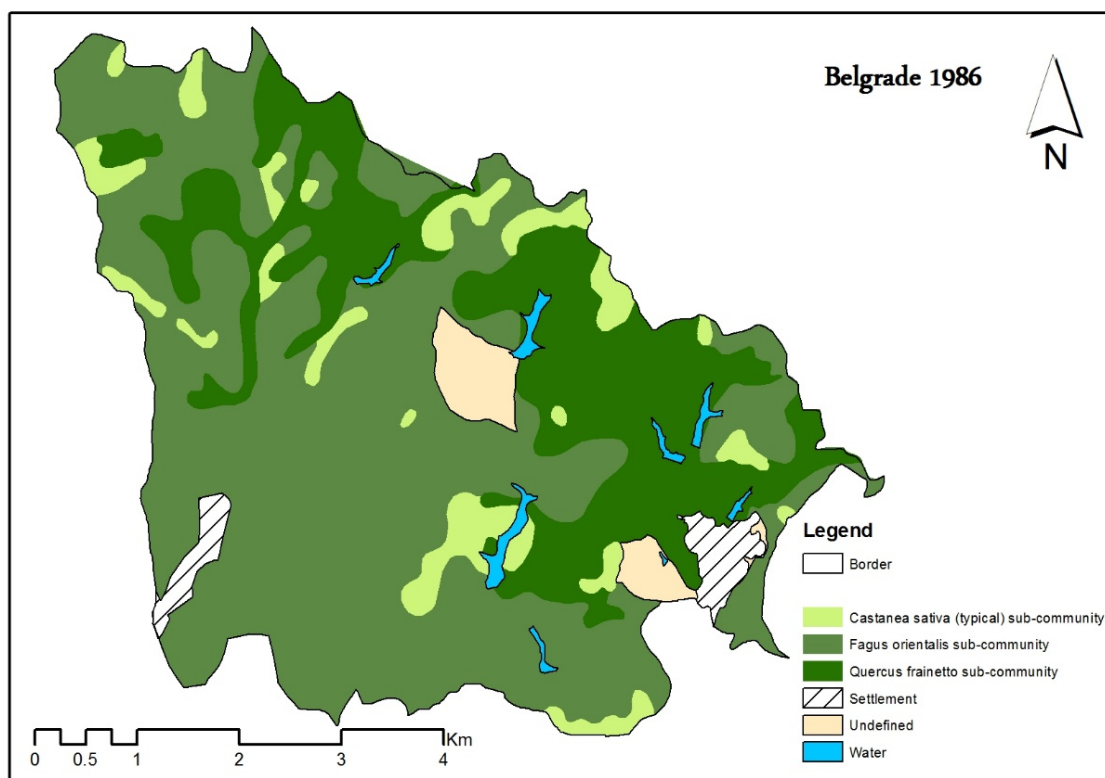 Belgrade 1986
N
Legend
Border
Castanea sativa (typical) sub-community
Fagus orientalis sub-community
Quercus frainetto sub-community
Settlement
Undefined
Water
Km
0 0.5 1 2 3 4